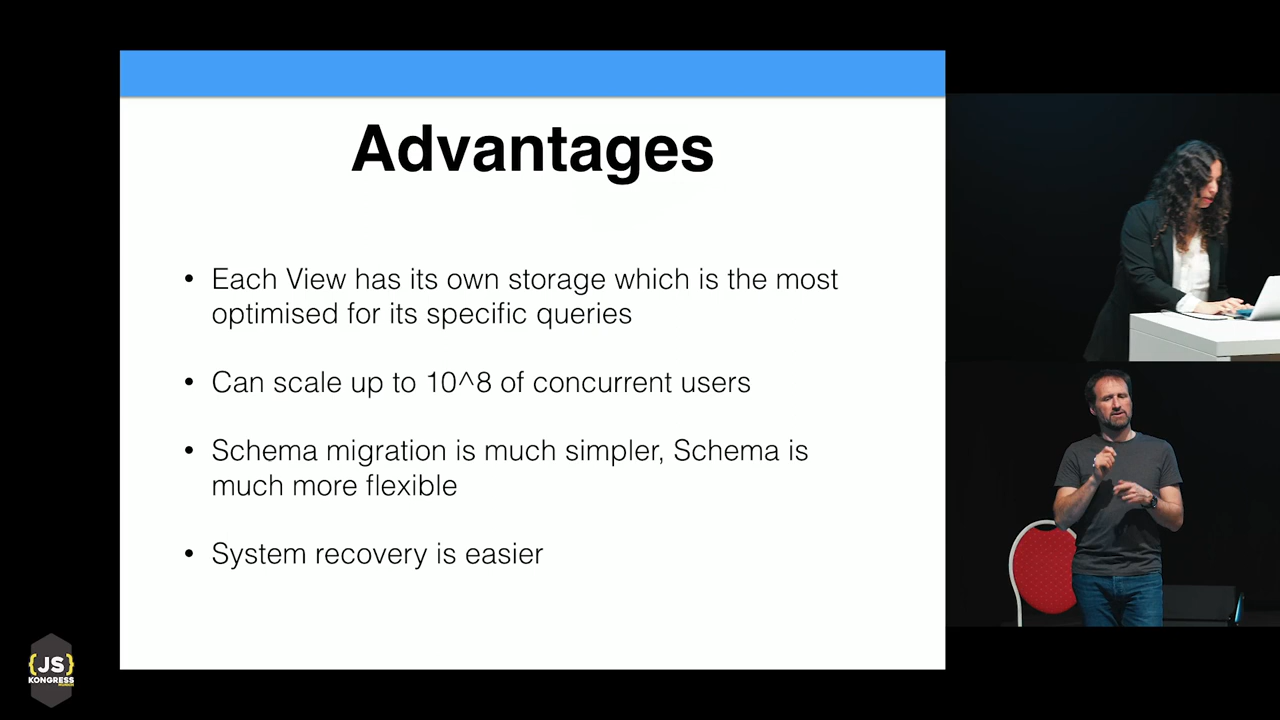 Advantages
• Each View has its own storage which is the most
optimised for its specific queries
• Can scale up to 10^8 of concurrent users
• Schema migration is much simpler, Schema is
much more flexible
• System recovery is easier
{JS}
KONGRESS